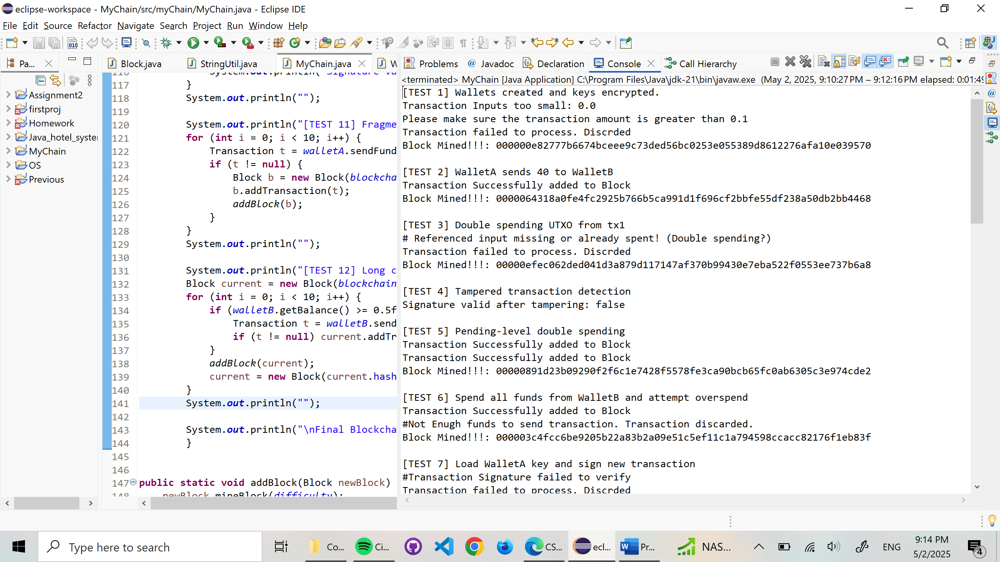 eclipse-workspace - MyChain/src/myChain/MyChain.java - Eclipse IDE
File Edit Source Refactor Navigate Search Project Run Window Help
Pa...
Assignment2
firstproj
Homework
Java_hotel_syste
MyChain
OS
Previous
Block.java StringUtil.java MyChain.java W
117 }
118 System.out.println("");
119
120 System.out.println("[TEST 11] Fragme
121 for (int i = 0; i < 10; i++) {
122 Transaction t = walletA.sendFund
123 if (t != null) {
124 Block b = new Block(blockcha
125 b.addTransaction(t);
126 addBlock(b);
127 }
128 }
129 System.out.println("");
130
131 System.out.println("[TEST 12] Long c
132 Block current = new Block(blockchain
133 for (int i = 0; i < 10; i++) {
134 if (walletB.getBalance() >= 0.5f
135 Transaction t = walletB.send
136 if (t != null) current.addTr
137 }
138 addBlock(current);
139 current = new Block(current.hash
140 }
141 System.out.println("");
142
143 System.out.println("\nFinal Blockcha
144 }
145
146
147 public static void addBlock(Block newBlock)
148 newBlock.mineBlock(difficulty);
Problems Javadoc Declaration Console Call Hierarchy
<terminated> MyChain [Java Application] C:\Program Files\Java\jdk-21\bin\javaw.exe (May 2, 2025, 9:10:27 PM – 9:12:16 PM elapsed: 0:01:49
[TEST 1] Wallets created and keys encrypted.
Transaction Inputs too small: 0.0
Please make sure the transaction amount is greater than 0.1
Transaction failed to process. Discrded
Block Mined!!!: 000000e82777b6674bceee9c73ded56bc0253e055389d8612276afa10e039570
[TEST 2] WalletA sends 40 to WalletB
Transaction Successfully added to Block
Block Mined!!!: 0000064318a0fe4fc2925b766b5ca991d1f696cf2bbfe55df238a50db2bb4468
[TEST 3] Double spending UTXO from tx1
# Referenced input missing or already spent! (Double spending?)
Transaction failed to process. Discrded
Block Mined!!!: 00000efec062ded041d3a879d117147af370b99430e7eba522f0553ee737b6a8
[TEST 4] Tampered transaction detection
Signature valid after tampering: false
[TEST 5] Pending-level double spending
Transaction Successfully added to Block
Transaction Successfully added to Block
Block Mined!!!: 00000891d23b09290f2f6c1e7428f5578fe3ca90bcb65fc0ab6305c3e974cde2
[TEST 6] Spend all funds from WalletB and attempt overspend
Transaction Successfully added to Block
#Not Enugh funds to send transaction. Transaction discarded.
Block Mined!!!: 000003c4fcc6be9205b22a83b2a09e51c5ef11c1a794598ccacc82176f1eb83f
[TEST 7] Load WalletA key and sign new transaction
#Transaction Signature failed to verify
Transaction failed to process. Discrded
Type here to search
Co... Ci... CS... ecl... Pr... NAS...
ENG
9:14 PM
5/2/2025
4